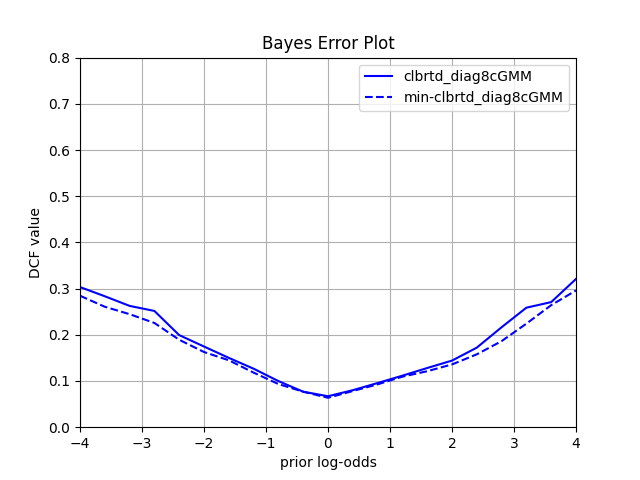 Bayes Error Plot
clbrtd_diag8cGMM
min-clbrtd_diag8cGMM
DCF value
0.8
0.7
0.6
0.5
0.4
0.3
0.2
0.1
0.0
−4 −3 −2 −1 0 1 2 3 4
prior log-odds